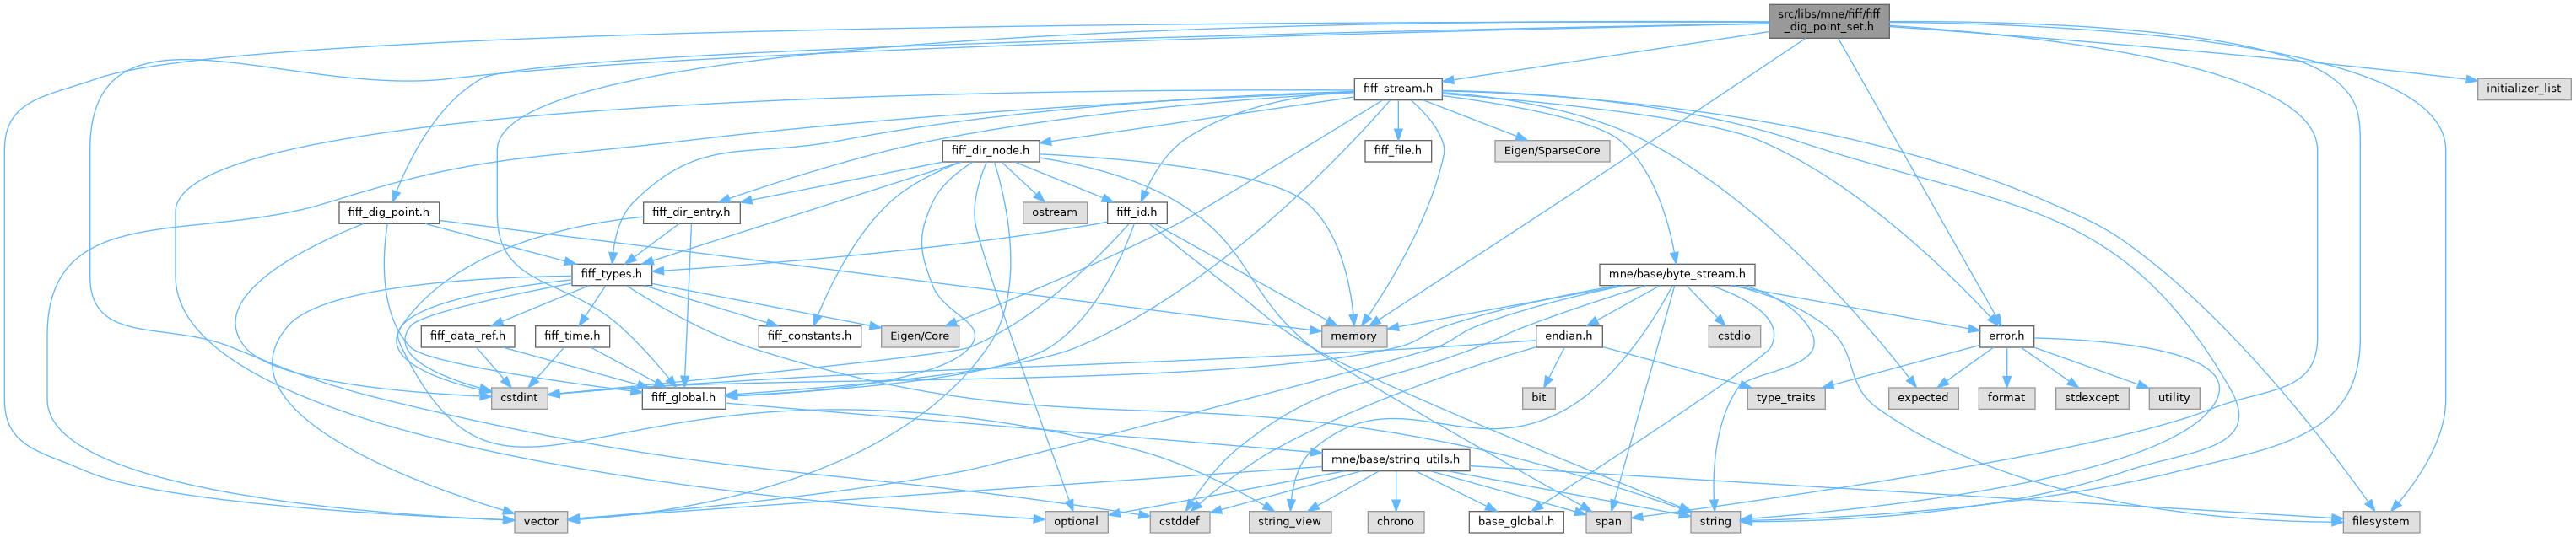 src/libs/mne/fiff/fiff
_dig_point_set.h
initializer_list
fiff_stream.h
fiff_dir_node.h
fiff_file.h
Eigen/SparseCore
fiff_dig_point.h
fiff_dir_entry.h
ostream
fiff_id.h
fiff_types.h
mne/base/byte_stream.h
fiff_data_ref.h
fiff_time.h
fiff_constants.h
Eigen/Core
memory
endian.h
cstdio
error.h
cstdint
fiff_global.h
bit
type_traits
expected
format
stdexcept
utility
mne/base/string_utils.h
vector
optional
cstddef
string_view
chrono
base_global.h
span
string
filesystem